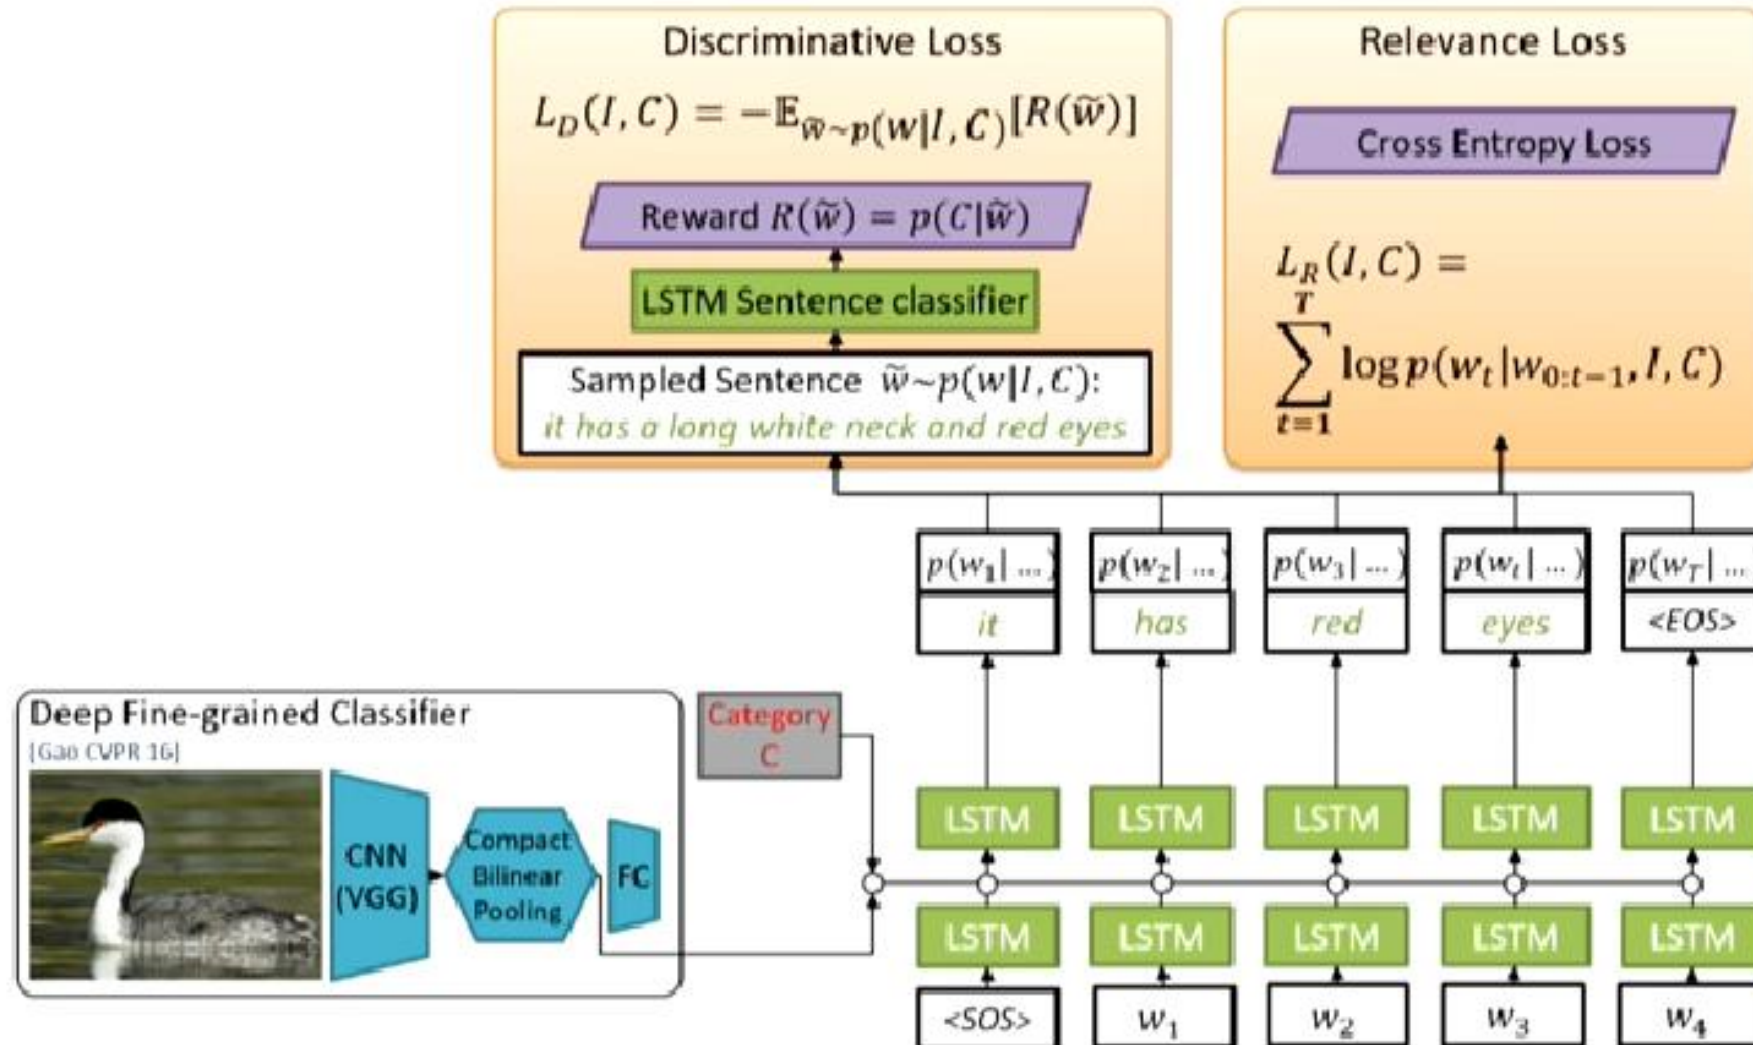 Discriminative Loss
L_D(I, C) = −𝔼_{w̃~p(w|I, C)}[R(w̃)]
Reward R(w̃) = p(C|w̃)
LSTM Sentence classifier
Sampled Sentence w̃~p(w|I, C):
it has a long white neck and red eyes
Relevance Loss
Cross Entropy Loss
L_R(I, C) =
T
∑ log p(w_t|w_{0:t−1}, I, C)
t=1
p(w_1| ...) p(w_2| ...) p(w_3| ...) p(w_t| ...) p(w_T| ...
it has red eyes <EOS>
Deep Fine-grained Classifier
[Gao CVPR 16]
CNN
(VGG)
Compact
Bilinear
Pooling
FC
Category
C
LSTM LSTM LSTM LSTM LSTM
LSTM LSTM LSTM LSTM LSTM
<SOS> w_1 w_2 w_3 w_4